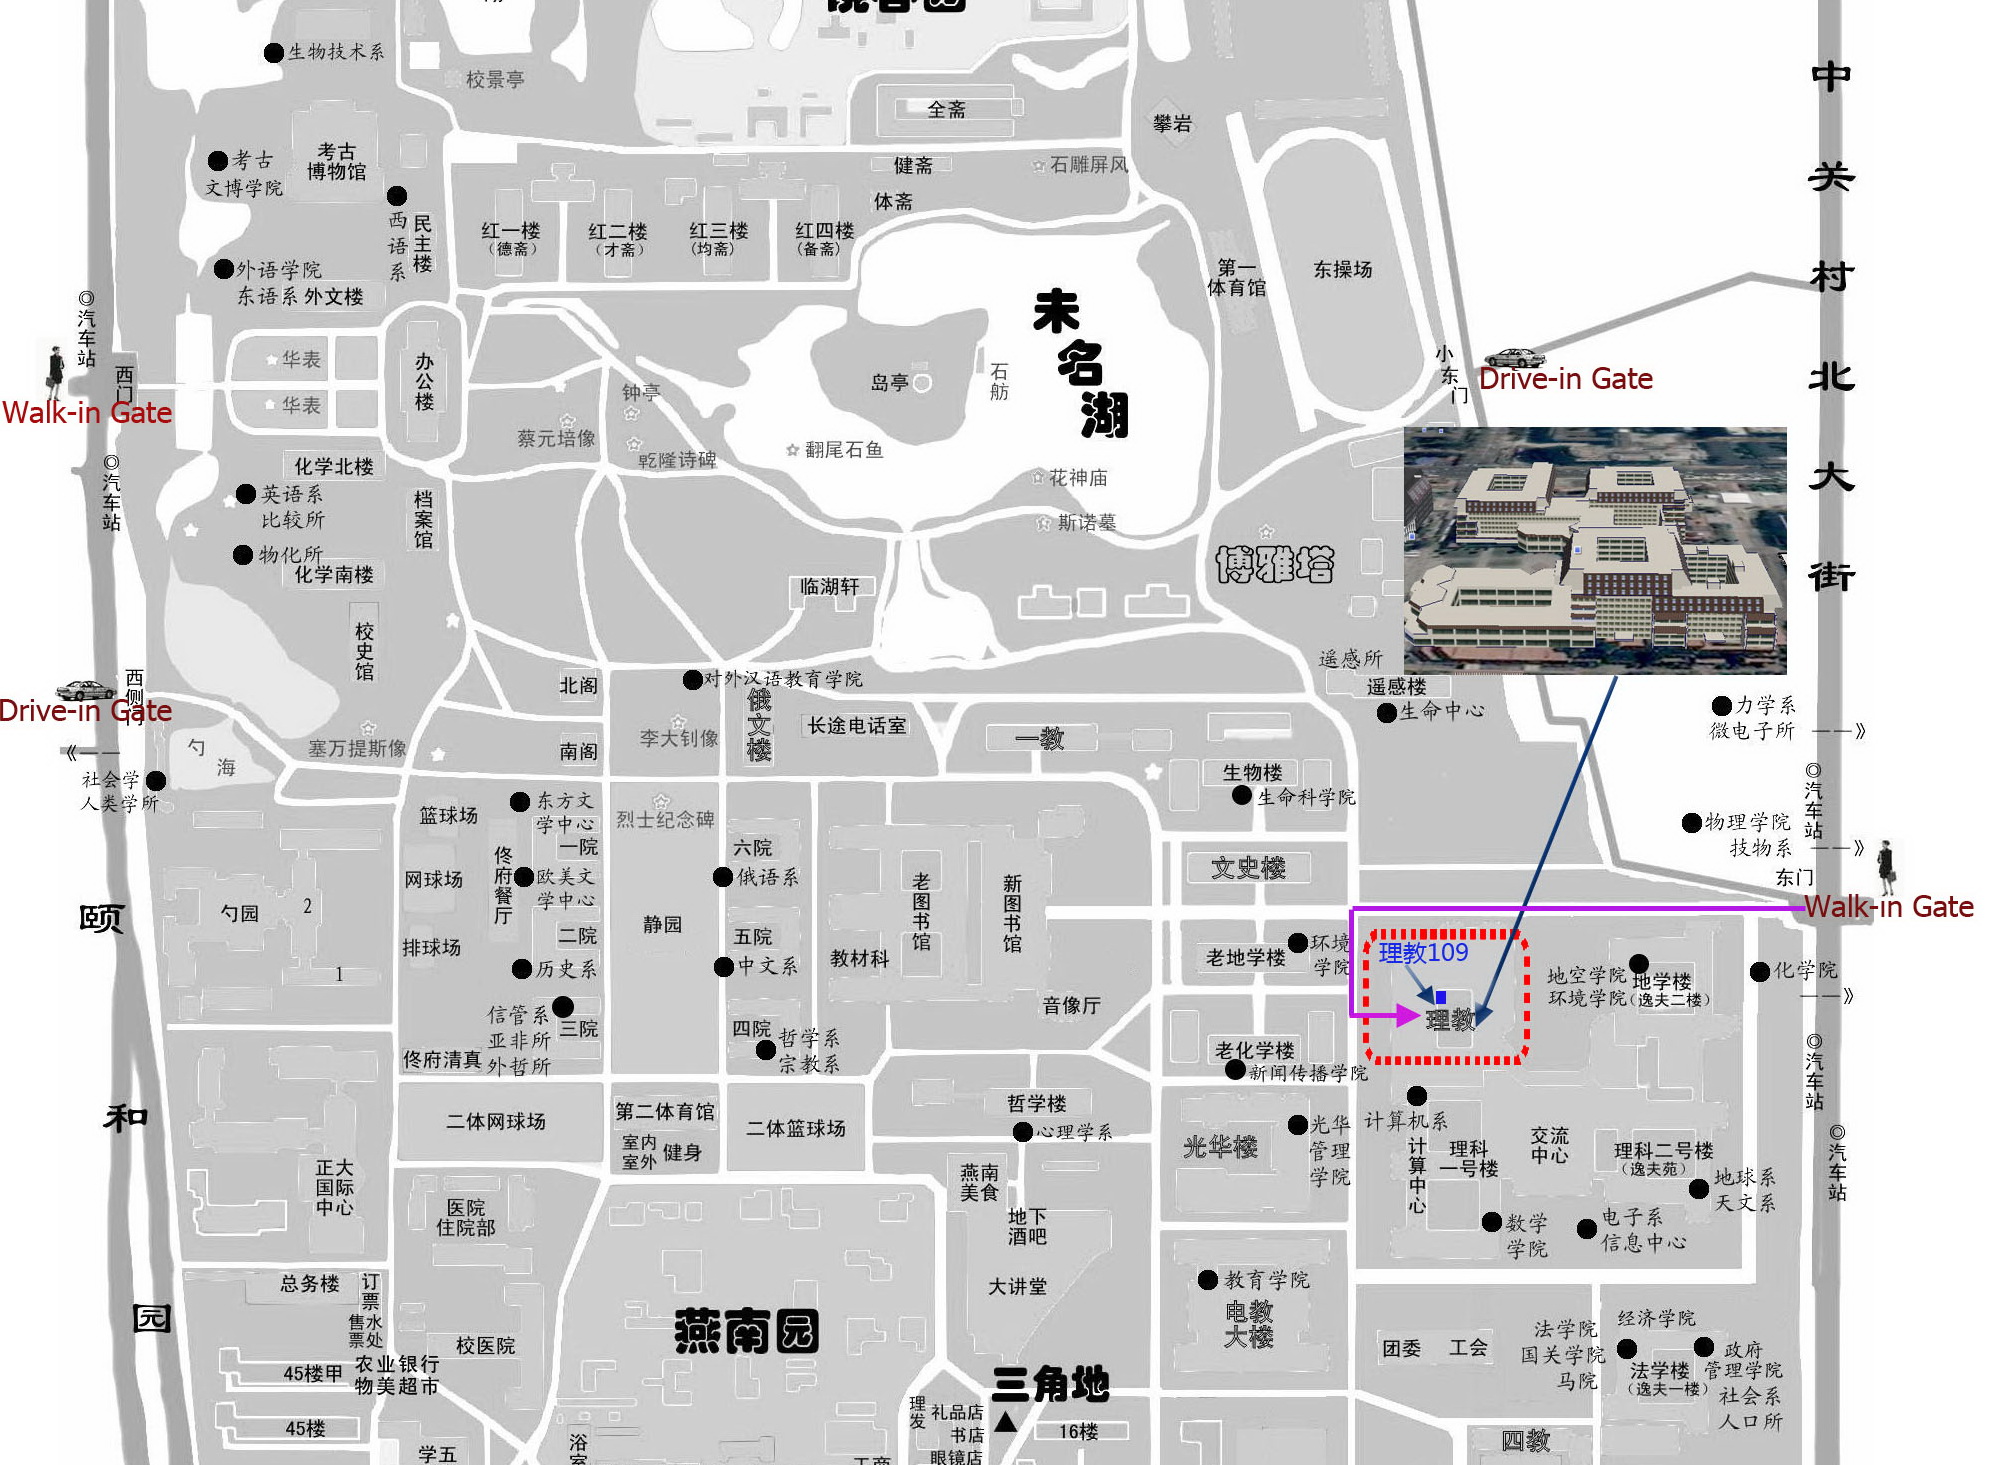 生物技术系
校景亭
全斋
攀岩
中关村北大街
考古
文博学院
考古
博物馆
健斋
石雕屏风
体斋
西语系
民主楼
红一楼
(德斋)
红二楼
(才斋)
红三楼
(均斋)
红四楼
(备斋)
外语学院
东语系
外文楼
第一
体育馆
东操场
未名湖
◎汽车站
西门
Walk-in Gate
华表
华表
办公楼
钟亭
岛亭
石舫
小东门
Drive-in Gate
蔡元培像
乾隆诗碑
翻尾石鱼
花神庙
斯诺墓
◎汽车站
化学北楼
英语系
比较所
档案馆
物化所
化学南楼
临湖轩
博雅塔
校史馆
西侧门
Drive-in Gate
北阁
对外汉语教育学院
俄文楼
遥感所
遥感楼
生命中心
力学系
微电子所
——》
《——
勺海
塞万提斯像
南阁
李大钊像
长途电话室
一教
生物楼
生命科学院
◎汽车站
社会学
人类学所
篮球场
东方文
学中心
一院
烈士纪念碑
六院
物理学院
技物系
——》
佟府餐厅
网球场
欧美文
学中心
俄语系
文史楼
东门
Walk-in Gate
颐和园
勺园
2
1
二院
静园
五院
老图书馆
新图书馆
排球场
历史系
中文系
教材科
老地学楼
环境
学院
理教109
理教
地空学院
环境学院
地学楼
(逸夫二楼)
化学院
——》
信管系
亚非所
外哲所
三院
四院
哲学系
宗教系
音像厅
佟府清真
老化学楼
新闻传播学院
◎汽车站
二体网球场
第二体育馆
室内
室外
健身
二体篮球场
哲学楼
心理学系
光华楼
光华
管理
学院
计算机系
计算中心
理科
一号楼
交流
中心
理科二号楼
(逸夫苑)
◎汽车站
地球系
天文系
正大
国际
中心
医院
住院部
燕南
美食
地下
酒吧
数学
学院
电子系
信息中心
总务楼
订票
售水
票处
大讲堂
教育学院
电教
大楼
燕南园
校医院
45楼甲
农业银行
物美超市
团委
工会
法学院
国关学院
马院
经济学院
法学楼
(逸夫一楼)
政府
管理学院
社会系
人口所
三角地
理发
礼品店
书店
眼镜店
16楼
45楼
学五
浴室
四教